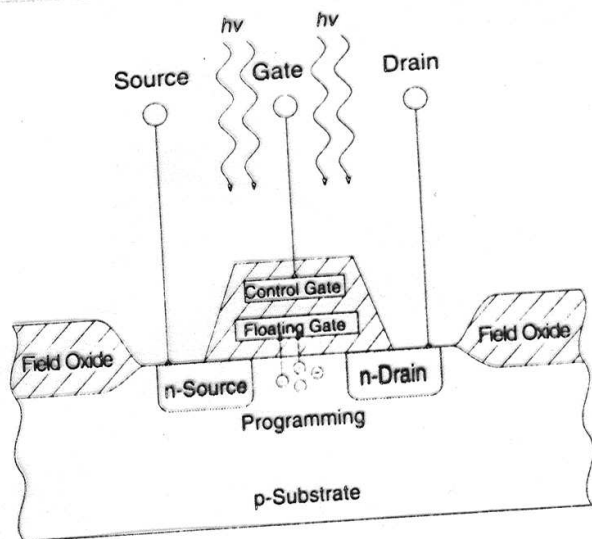 hν hν
Source Gate Drain
Control Gate
Floating Gate
Field Oxide Field Oxide
n-Source n-Drain
Programming
p-Substrate